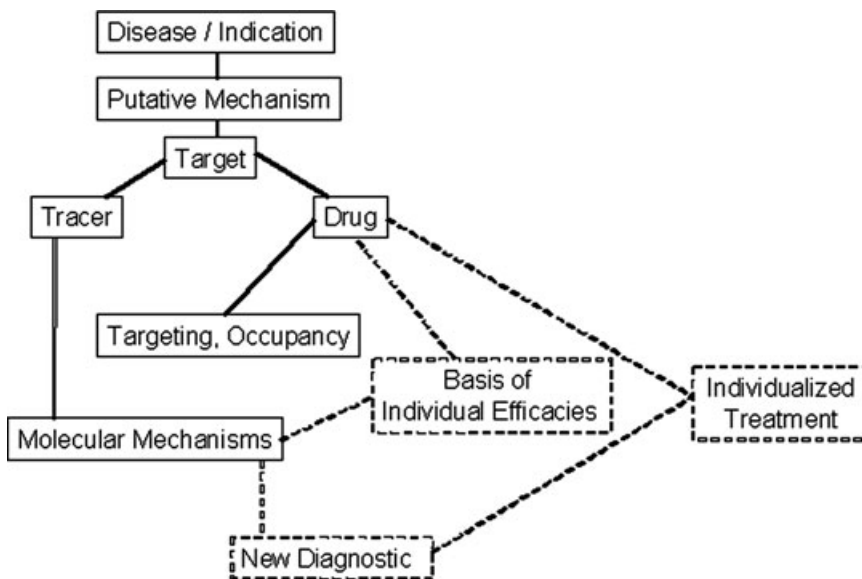 Disease / Indication
Putative Mechanism
Target
Tracer
Drug
Targeting, Occupancy
Basis of
Individual Efficacies
Individualized
Treatment
Molecular Mechanisms
New Diagnostic